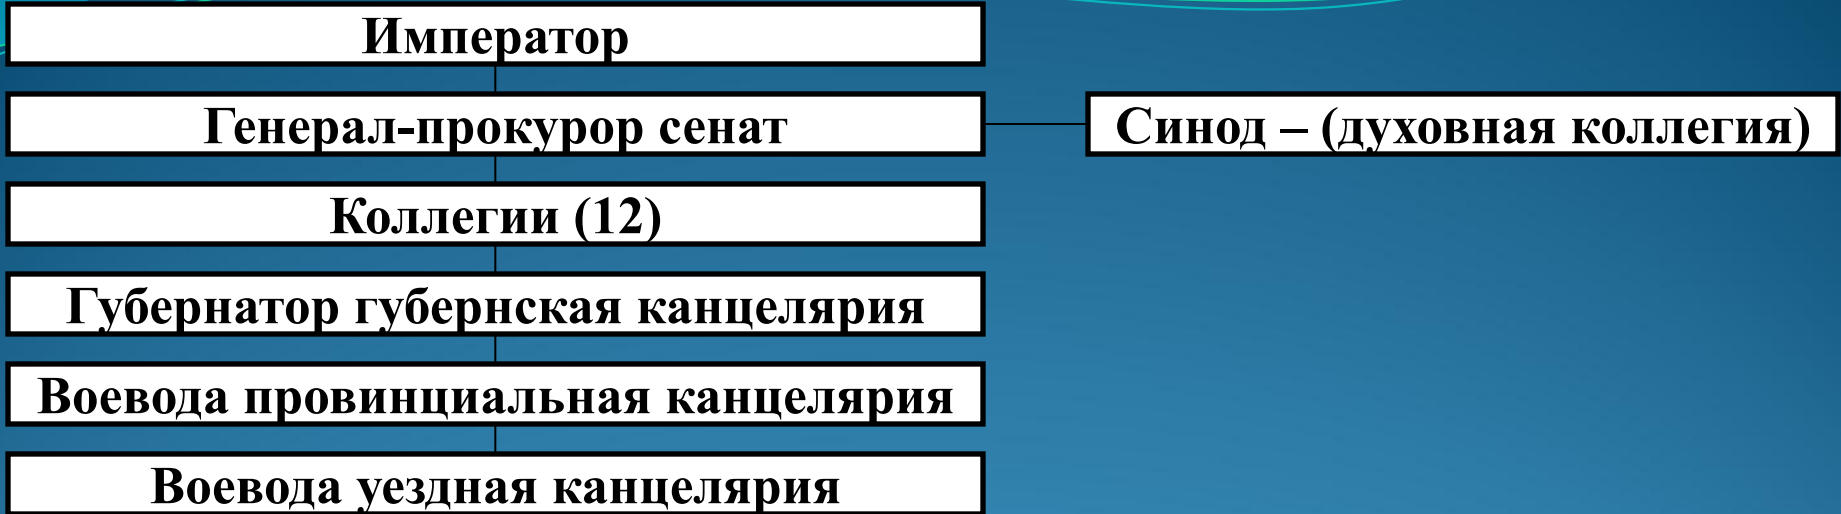 Император
Генерал-прокурор сенат
Синод – (духовная коллегия)
Коллегии (12)
Губернатор губернская канцелярия
Воевода провинциальная канцелярия
Воевода уездная канцелярия